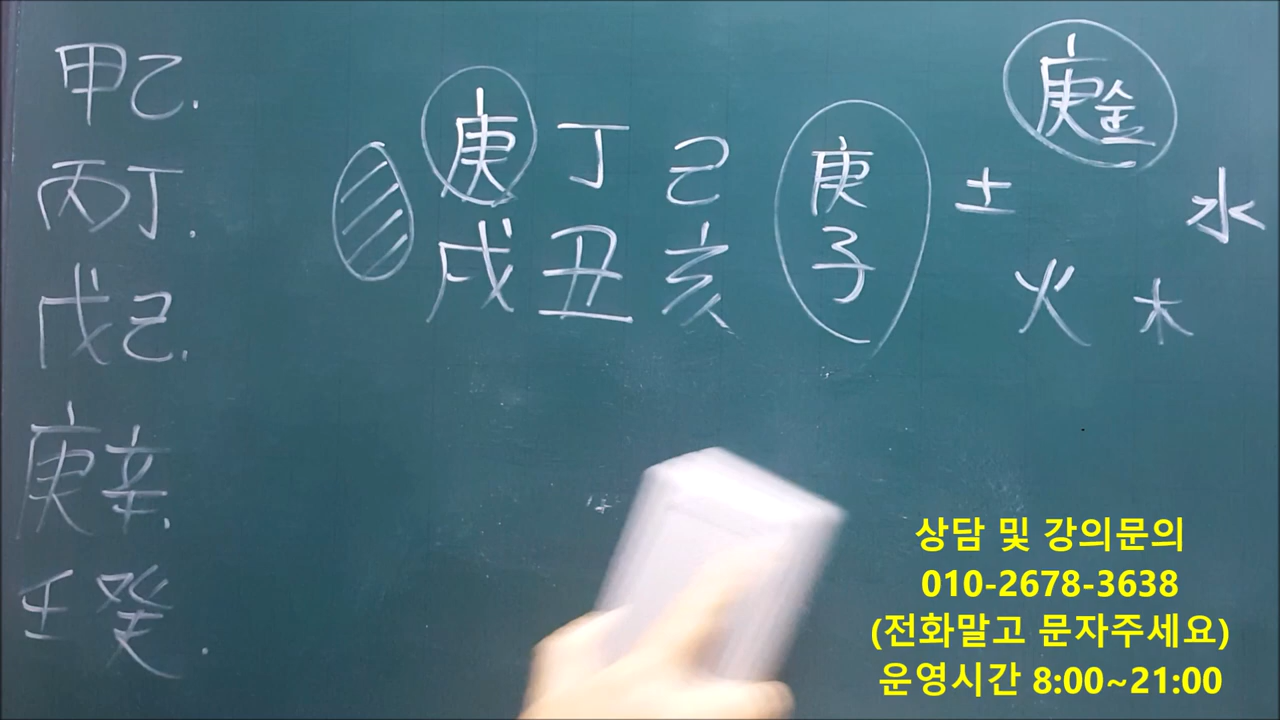 甲乙.
丙丁.
戊己.
庚辛.
壬癸.
庚丁己
戌丑亥
庚
子
庚金
土
水
火
木
상담 및 강의문의
010-2678-3638
(전화말고 문자주세요)
운영시간 8:00~21:00